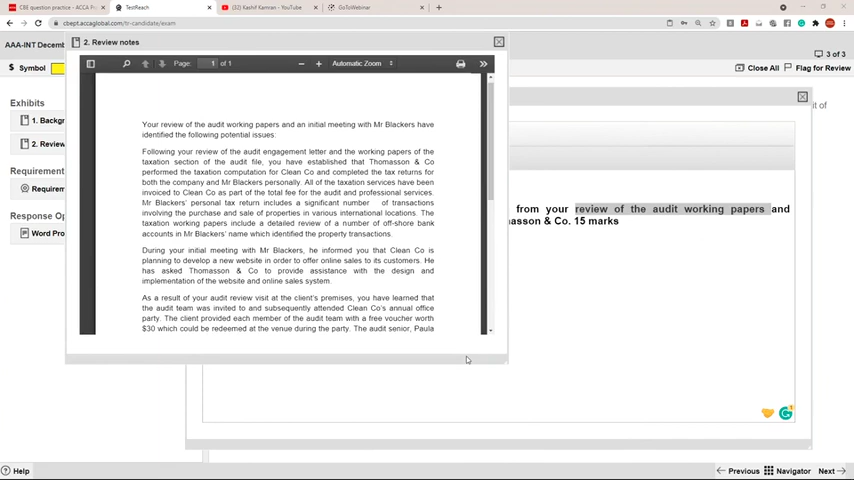 CBE question practice | ACCA P
TestReach
(32) Kashif Kamran - YouTube
GoToWebinar
cbept.accaglobal.com/tr-candidate/exam
AAA-INT Decemb
3 of 3
$ Symbol
Close All
Flag for Review
Exhibits
1. Backgr
2. Review
Requirement
Requirem
Response Op
Word Pro
2. Review notes
Page: 1 of 1
Automatic Zoom
Your review of the audit working papers and an initial meeting with Mr Blackers have
identified the following potential issues:
Following your review of the audit engagement letter and the working papers of the
taxation section of the audit file, you have established that Thomasson & Co
performed the taxation computation for Clean Co and completed the tax returns for
both the company and Mr Blackers personally. All of the taxation services have been
invoiced to Clean Co as part of the total fee for the audit and professional services.
Mr Blackers' personal tax return includes a significant number of transactions
involving the purchase and sale of properties in various international locations. The
taxation working papers include a detailed review of a number of off-shore bank
accounts in Mr Blackers' name which identified the property transactions.
During your initial meeting with Mr Blackers, he informed you that Clean Co is
planning to develop a new website in order to offer online sales to its customers. He
has asked Thomasson & Co to provide assistance with the design and
implementation of the website and online sales system.
As a result of your audit review visit at the client's premises, you have learned that
the audit team was invited to and subsequently attended Clean Co's annual office
party. The client provided each member of the audit team with a free voucher worth
$30 which could be redeemed at the venue during the party. The audit senior, Paula
it of
from your review of the audit working papers and
masson & Co. 15 marks
Help
Previous
Navigator
Next